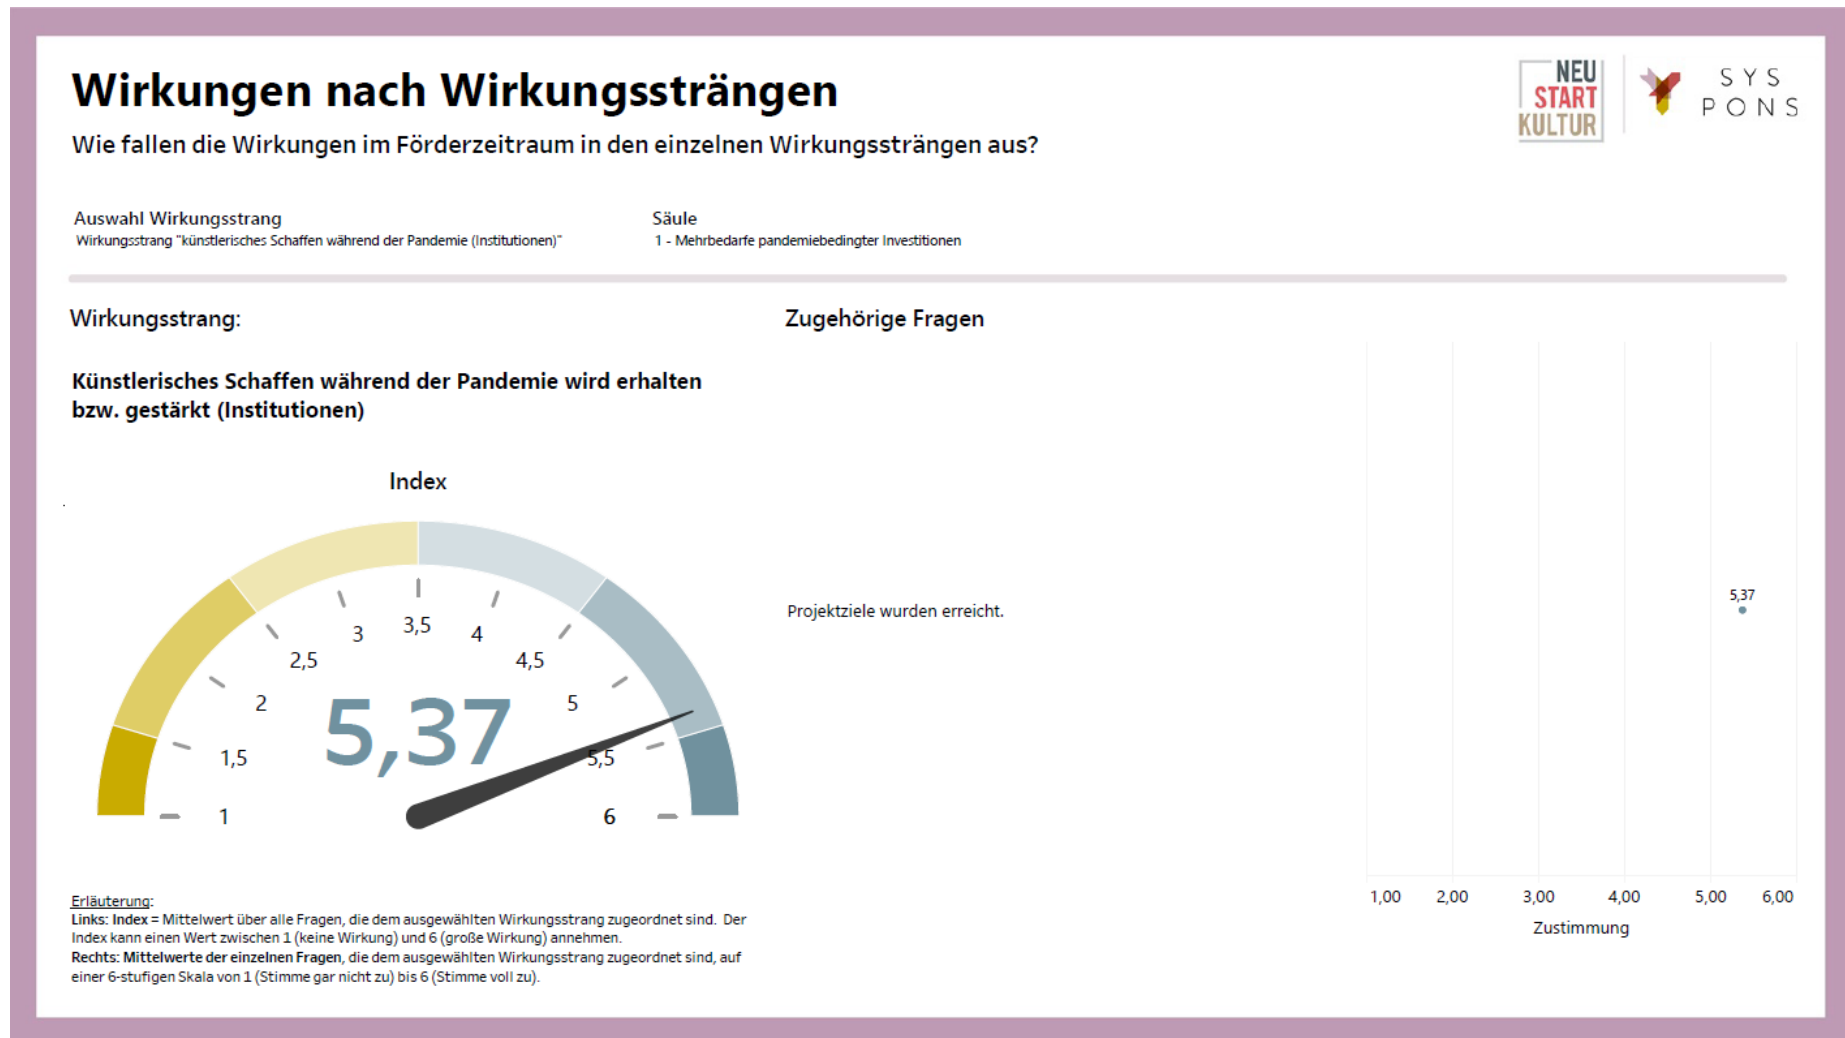 Wirkungen nach Wirkungssträngen
Wie fallen die Wirkungen im Förderzeitraum in den einzelnen Wirkungssträngen aus?
NEU
START
KULTUR
SYS
PONS
Auswahl Wirkungsstrang
Wirkungsstrang "künstlerisches Schaffen während der Pandemie (Institutionen)"
Säule
1 - Mehrbedarfe pandemiebedingter Investitionen
Wirkungsstrang:
Künstlerisches Schaffen während der Pandemie wird erhalten
bzw. gestärkt (Institutionen)
Index
1
1,5
2
2,5
3
3,5
4
4,5
5
5,5
6
5,37
Erläuterung:
Links: Index = Mittelwert über alle Fragen, die dem ausgewählten Wirkungsstrang zugeordnet sind. Der
Index kann einen Wert zwischen 1 (keine Wirkung) und 6 (große Wirkung) annehmen.
Rechts: Mittelwerte der einzelnen Fragen, die dem ausgewählten Wirkungsstrang zugeordnet sind, auf
einer 6-stufigen Skala von 1 (Stimme gar nicht zu) bis 6 (Stimme voll zu).
Zugehörige Fragen
Projektziele wurden erreicht.
5,37
1,00 2,00 3,00 4,00 5,00 6,00
Zustimmung